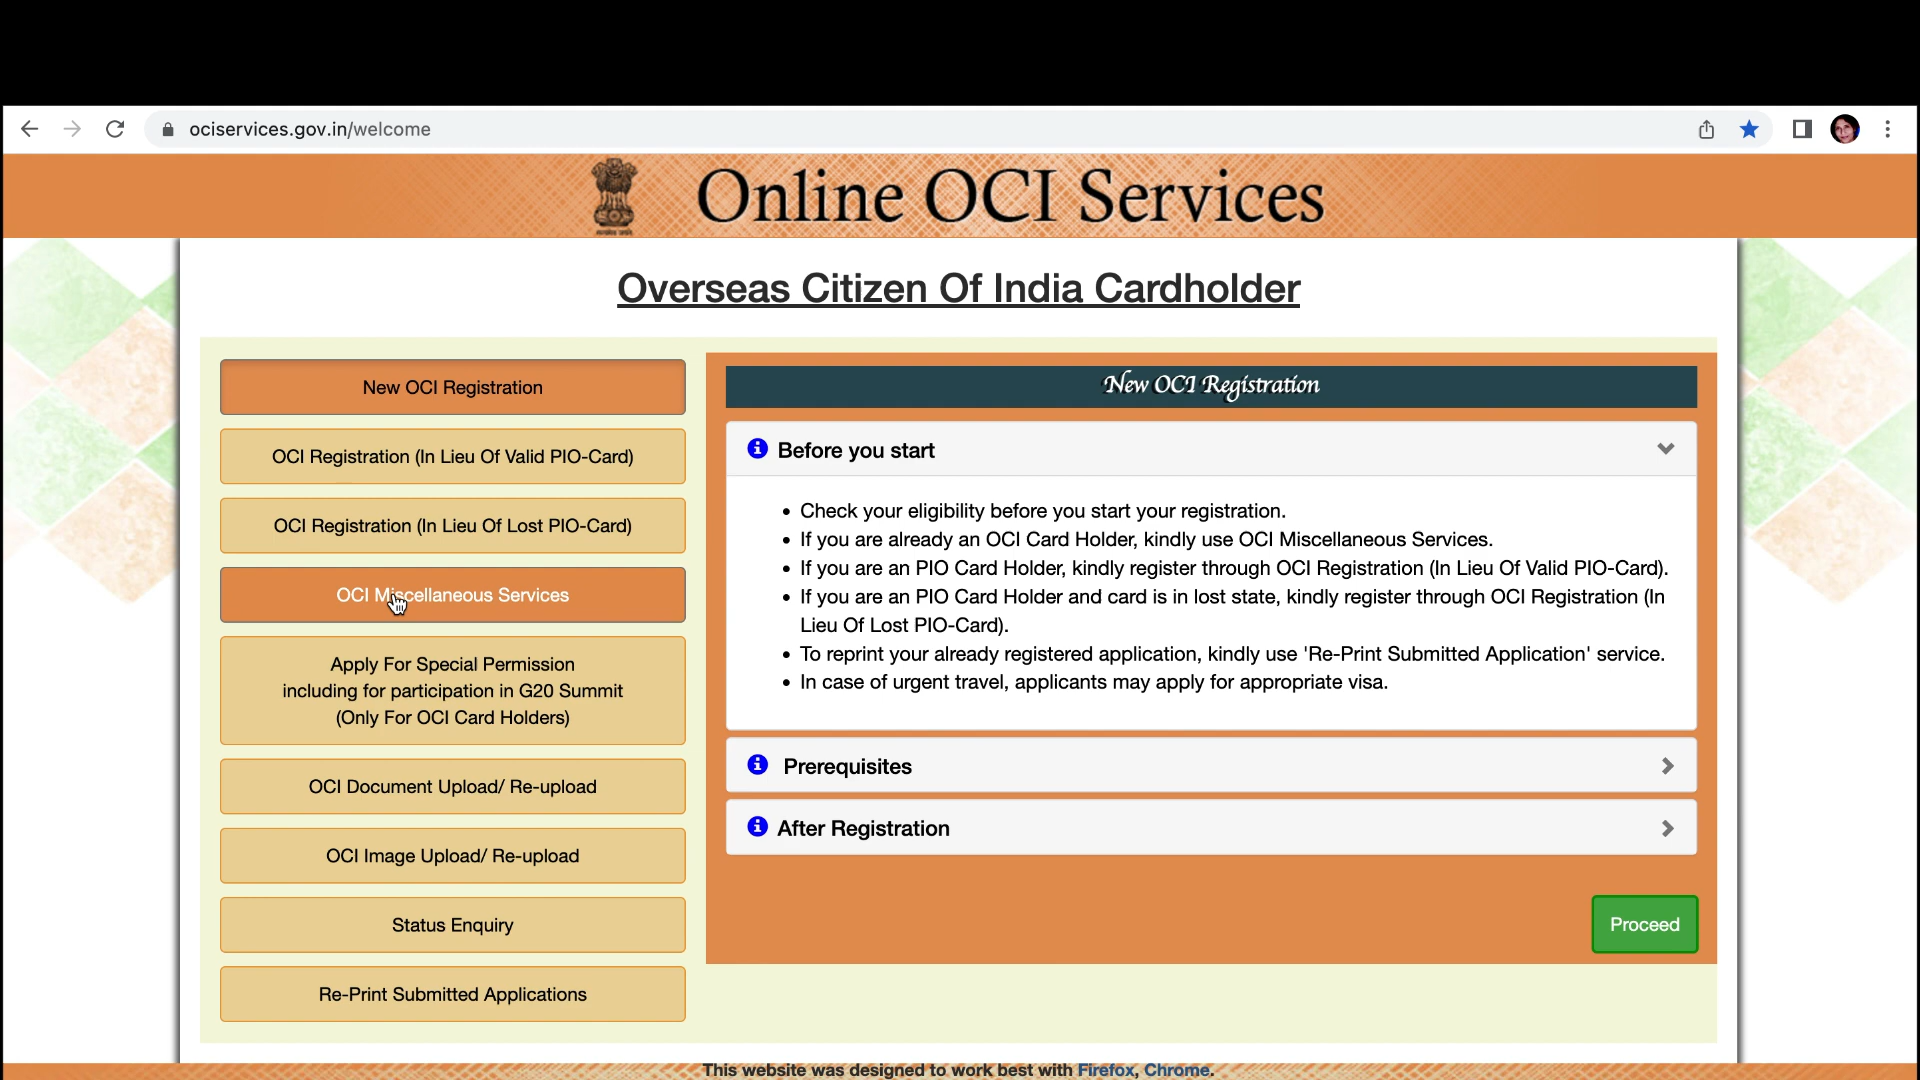 ociservices.gov.in/welcome
Online OCI Services
Overseas Citizen Of India Cardholder
New OCI Registration
OCI Registration (In Lieu Of Valid PIO-Card)
OCI Registration (In Lieu Of Lost PIO-Card)
OCI Miscellaneous Services
Apply For Special Permission
including for participation in G20 Summit
(Only For OCI Card Holders)
OCI Document Upload/ Re-upload
OCI Image Upload/ Re-upload
Status Enquiry
Re-Print Submitted Applications
New OCI Registration
Before you start
• Check your eligibility before you start your registration.
• If you are already an OCI Card Holder, kindly use OCI Miscellaneous Services.
• If you are an PIO Card Holder, kindly register through OCI Registration (In Lieu Of Valid PIO-Card).
• If you are an PIO Card Holder and card is in lost state, kindly register through OCI Registration (In
Lieu Of Lost PIO-Card).
• To reprint your already registered application, kindly use 'Re-Print Submitted Application' service.
• In case of urgent travel, applicants may apply for appropriate visa.
Prerequisites
After Registration
Proceed
This website was designed to work best with Firefox, Chrome.